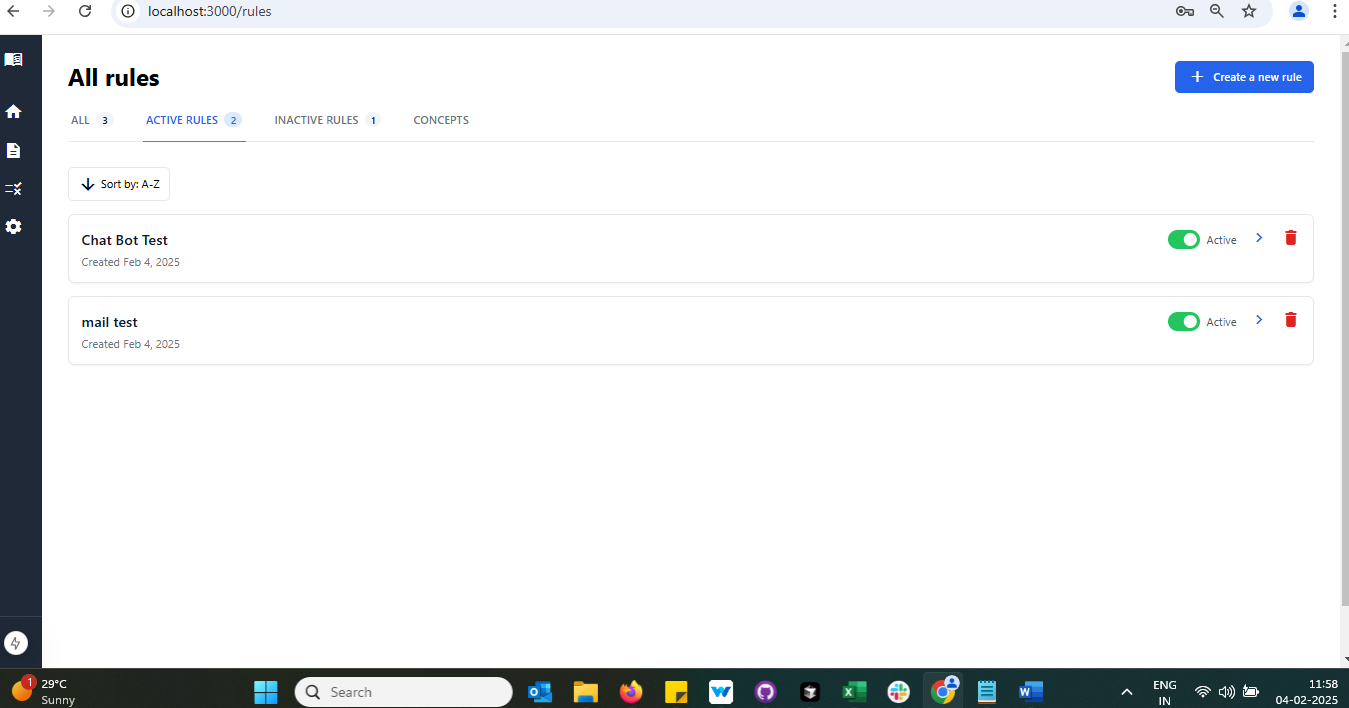 localhost:3000/rules
All rules
+ Create a new rule
ALL 3 ACTIVE RULES 2 INACTIVE RULES 1 CONCEPTS
Sort by: A-Z
Chat Bot Test
Active
Created Feb 4, 2025
mail test
Active
Created Feb 4, 2025
1
29°C
Sunny
Search
ENG
IN
11:58
04-02-2025